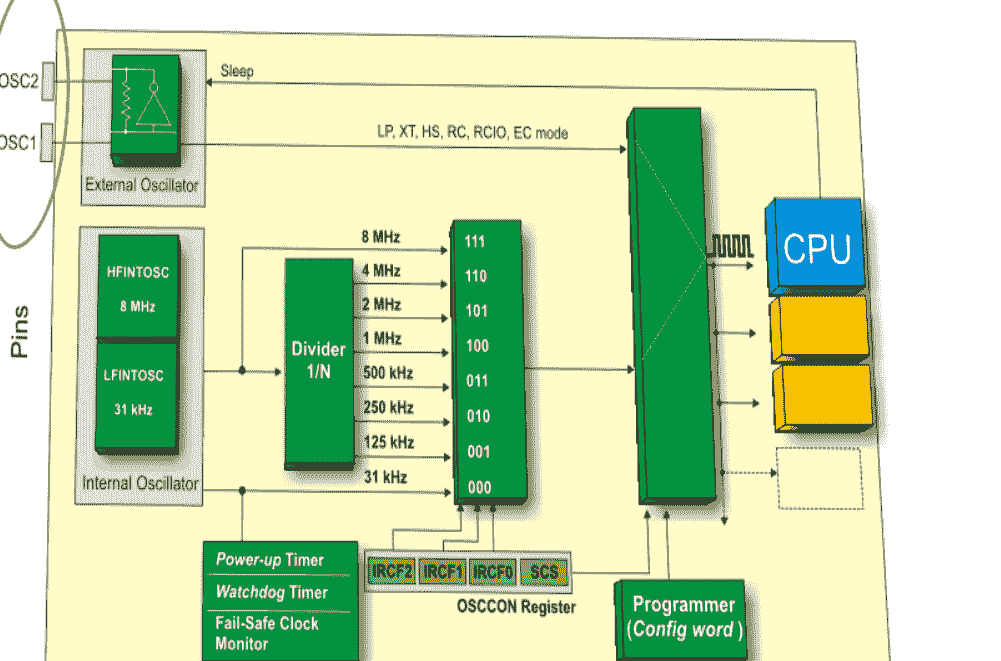 OSC2
OSC1
Pins
Sleep
LP, XT, HS, RC, RCIO, EC mode
External Oscillator
HFINTOSC
8 MHz
LFINTOSC
31 kHz
Internal Oscillator
Divider
1/N
8 MHz
4 MHz
2 MHz
1 MHz
500 kHz
250 kHz
125 kHz
31 kHz
111
110
101
100
011
010
001
000
CPU
Power-up Timer
Watchdog Timer
Fail-Safe Clock
Monitor
IRCF2 IRCF1 IRCF0 SCS
OSCCON Register
Programmer
(Config word )